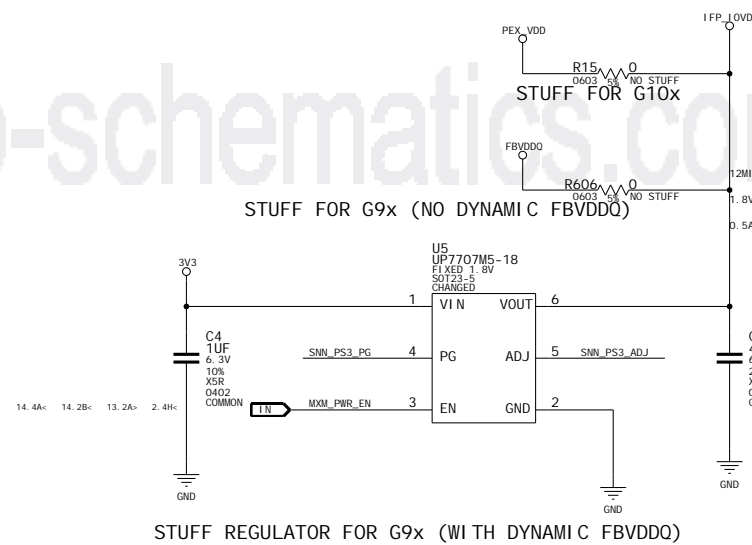 IFP_IOVD
PEX_VDD
R15 0
0603 5% NO STUFF
STUFF FOR G10x
-schematics.co
FBVDDQ
R606 0
0603 5% NO STUFF
12MI
1.8V
0.5A
STUFF FOR G9x (NO DYNAMIC FBVDDQ)
U5
UP7707M5-18
FIXED 1.8V
SOT23-5
CHANGED
3V3
1 VIN VOUT 6
C4
1UF
6.3V
10%
X5R
0402
COMMON
SNN_PS3_PG 4 PG ADJ 5 SNN_PS3_ADJ
14.4A< 14.2B< 13.2A> 2.4H< IN MXM_PWR_EN 3 EN GND 2
GND
GND
GND
STUFF REGULATOR FOR G9x (WITH DYNAMIC FBVDDQ)